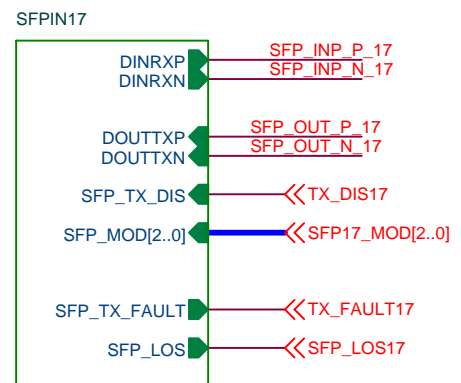 SFPIN17
DINRXP SFP_INP_P_17
DINRXN SFP_INP_N_17
DOUTTXP SFP_OUT_P_17
DOUTTXN SFP_OUT_N_17
SFP_TX_DIS TX_DIS17
SFP_MOD[2..0] SFP17_MOD[2..0]
SFP_TX_FAULT TX_FAULT17
SFP_LOS SFP_LOS17